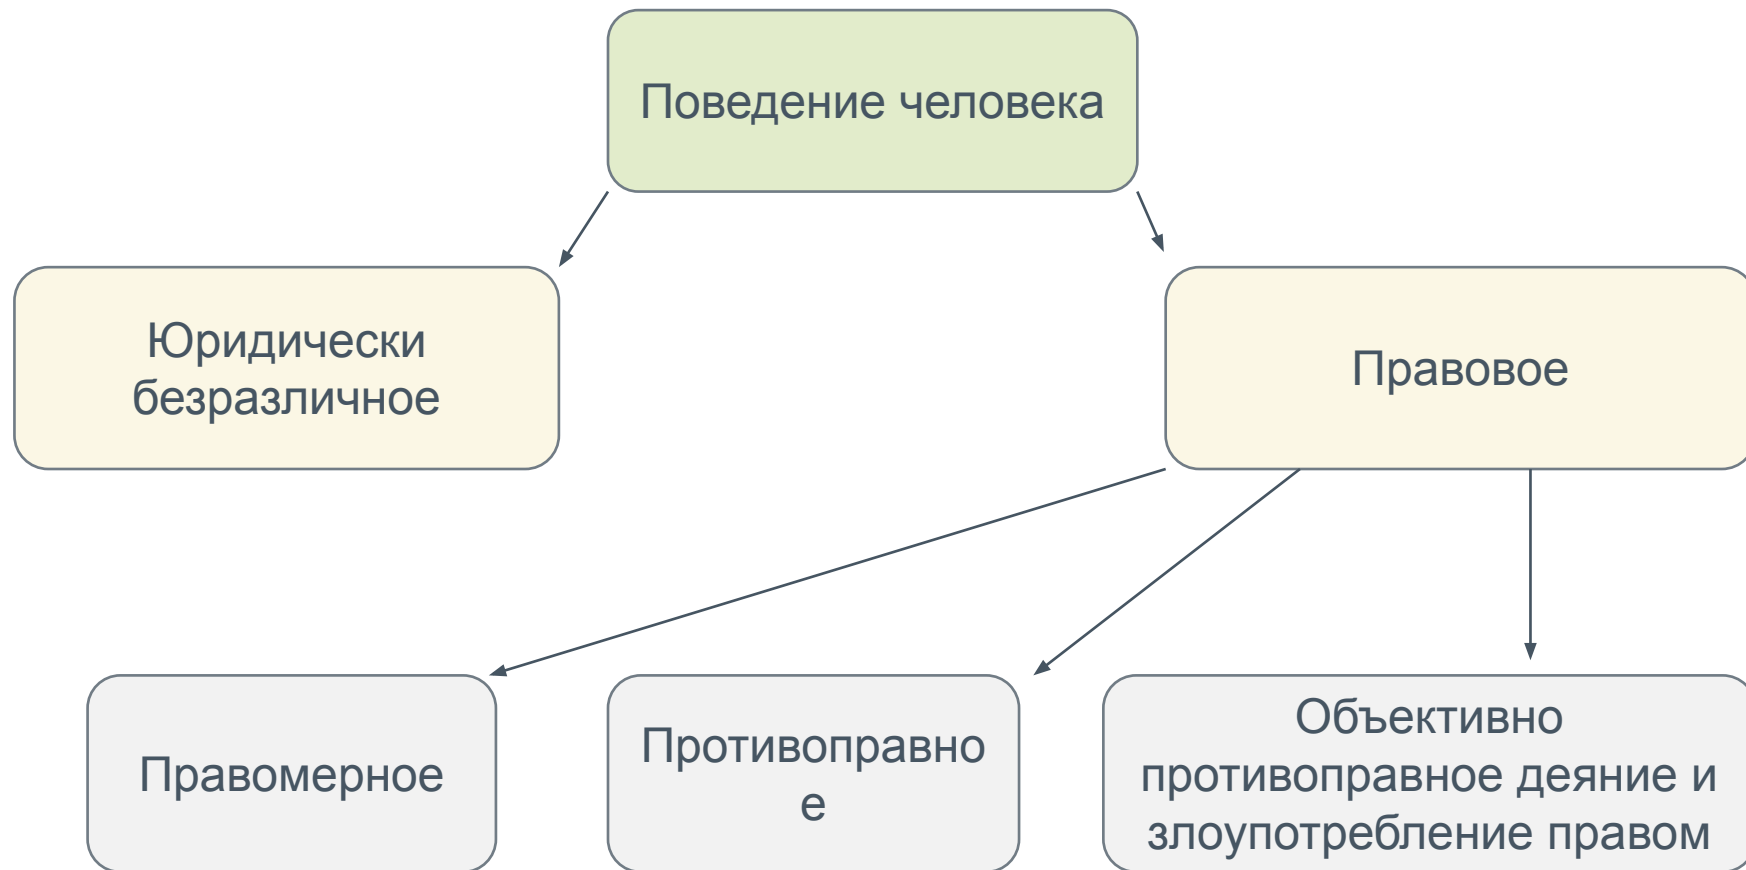 Поведение человека
Юридически
безразличное
Правовое
Правомерное
Противоправно
е
Объективно
противоправное деяние и
злоупотребление правом